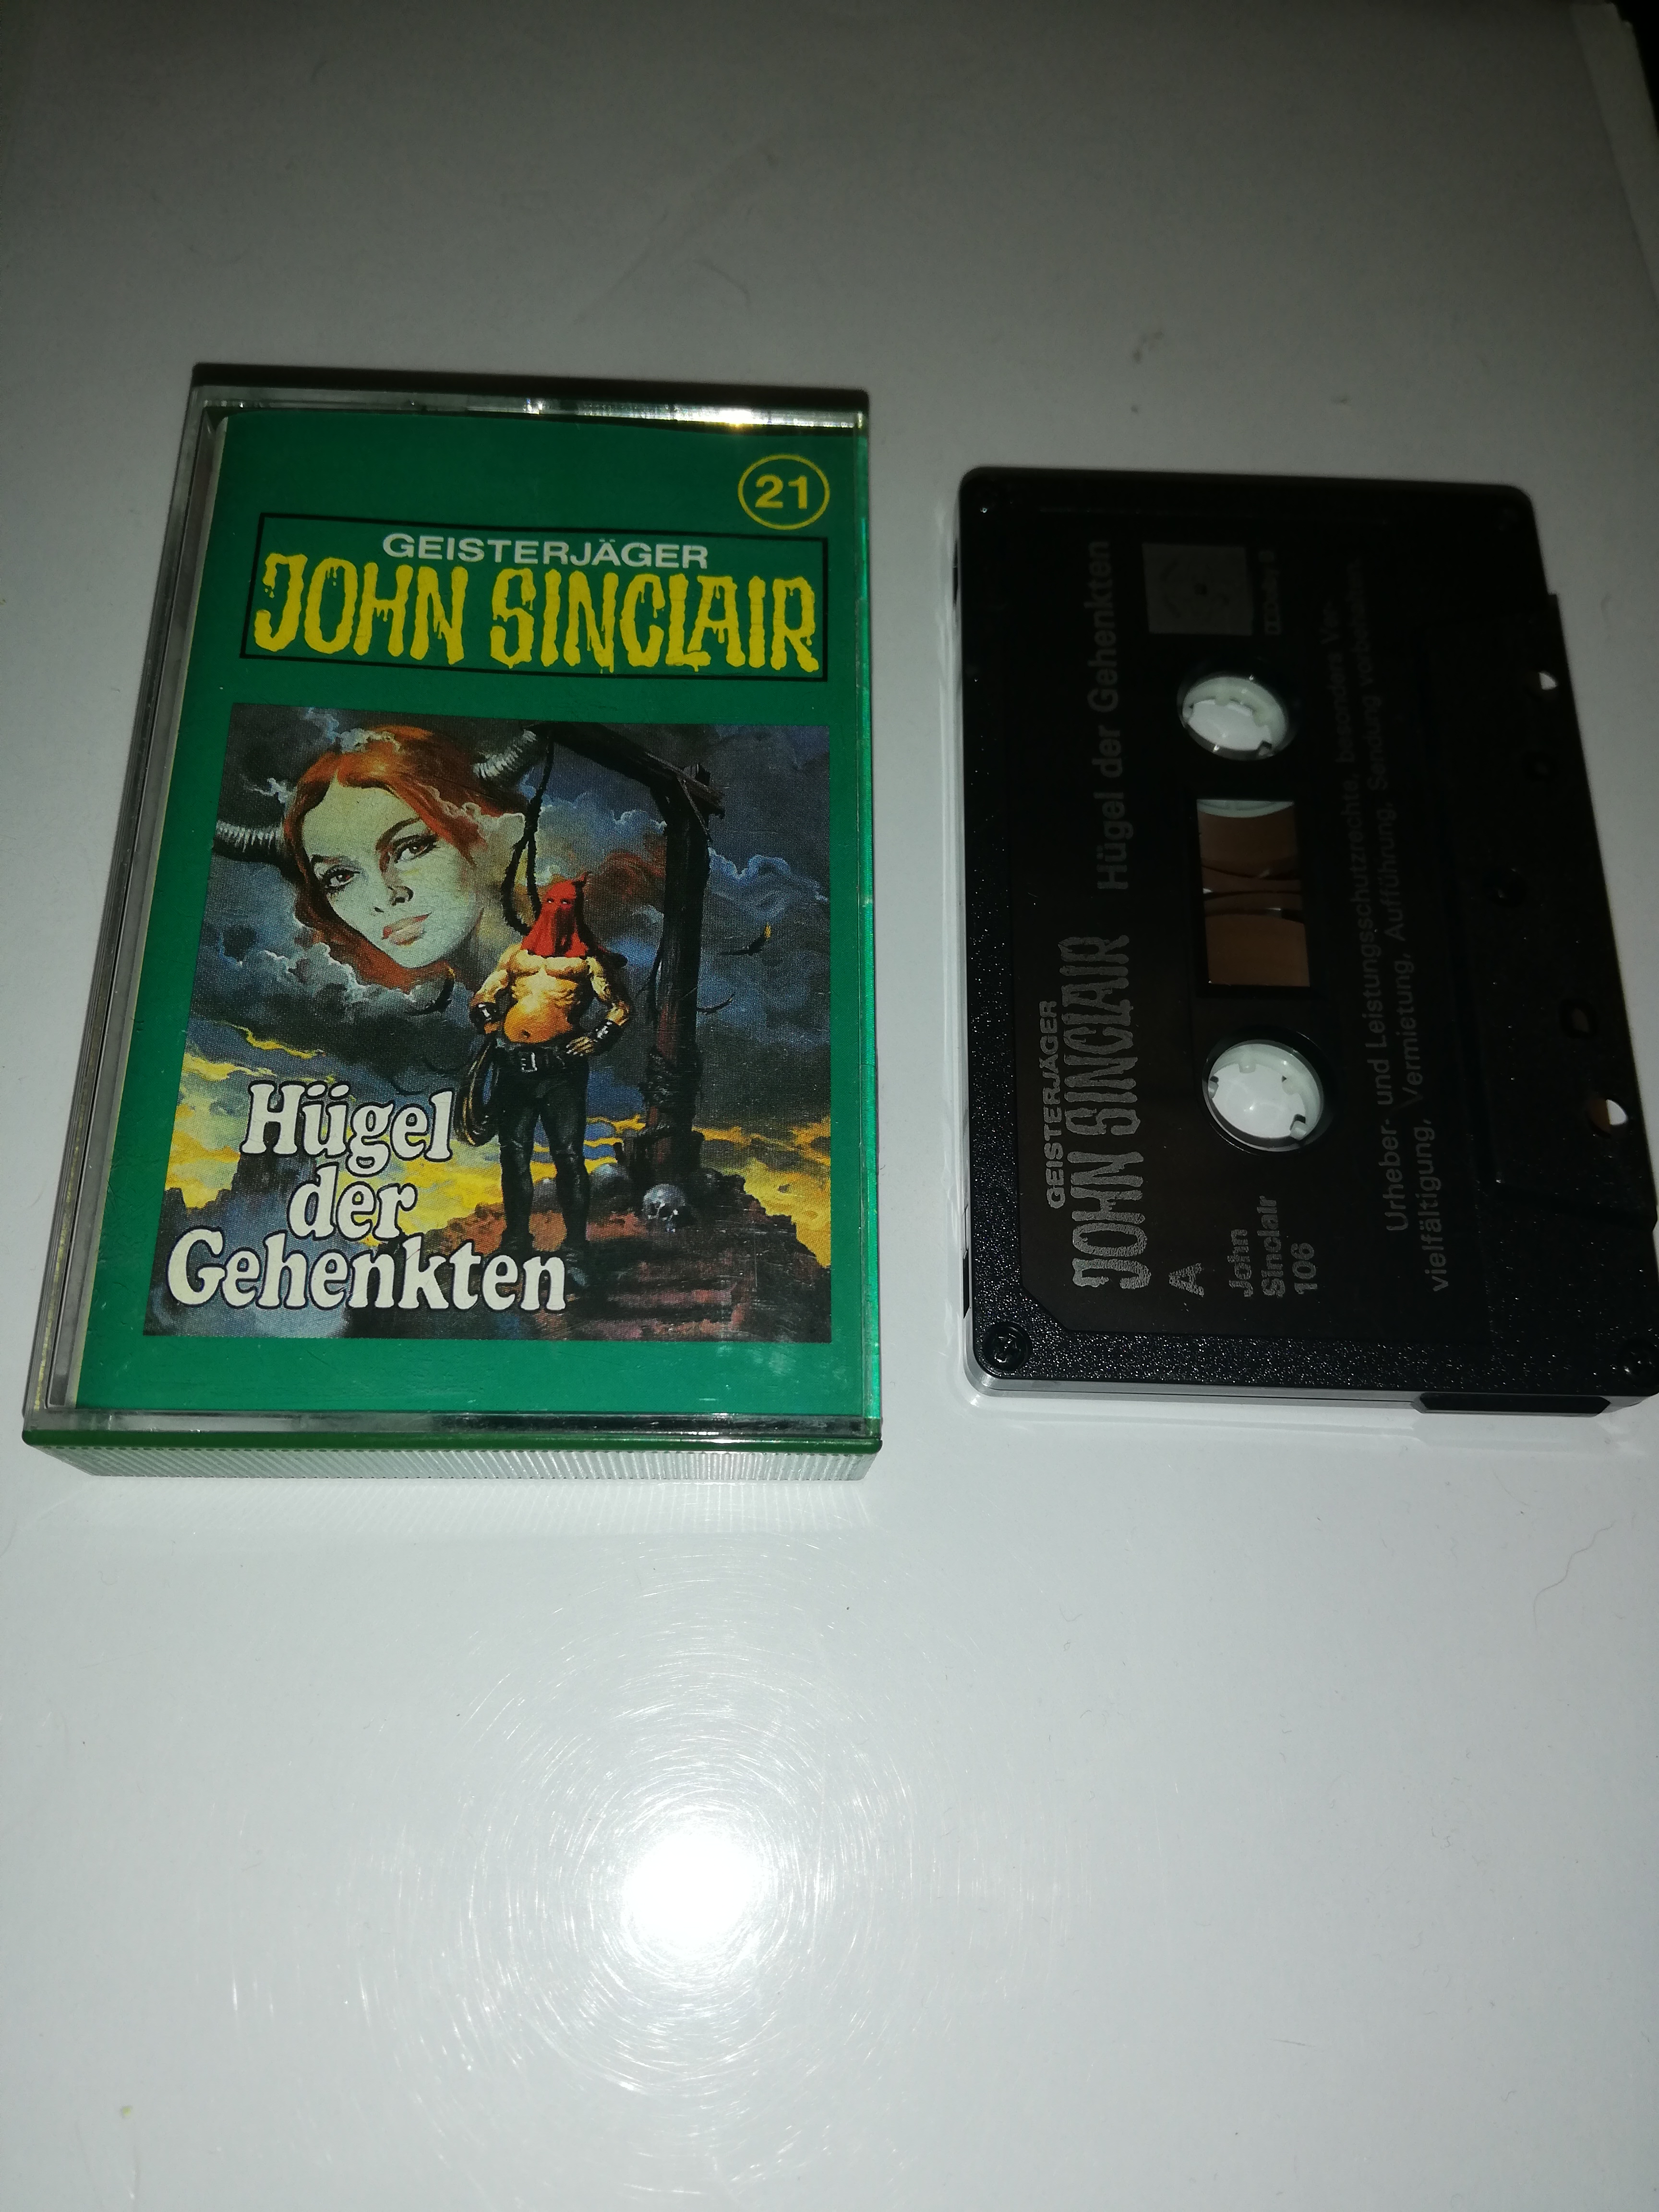 21
GEISTERJÄGER
JOHN SINCLAIR
Hügel
der
Gehenkten
GEISTERJÄGER
JOHN SINCLAIR
Hügel der Gehenkten
A
John
Sinclair
106
Urheber- und Leistungsschutzrechte, besonders Ver-
vielfältigung, Vermietung, Aufführung, Sendung vorbehalten.